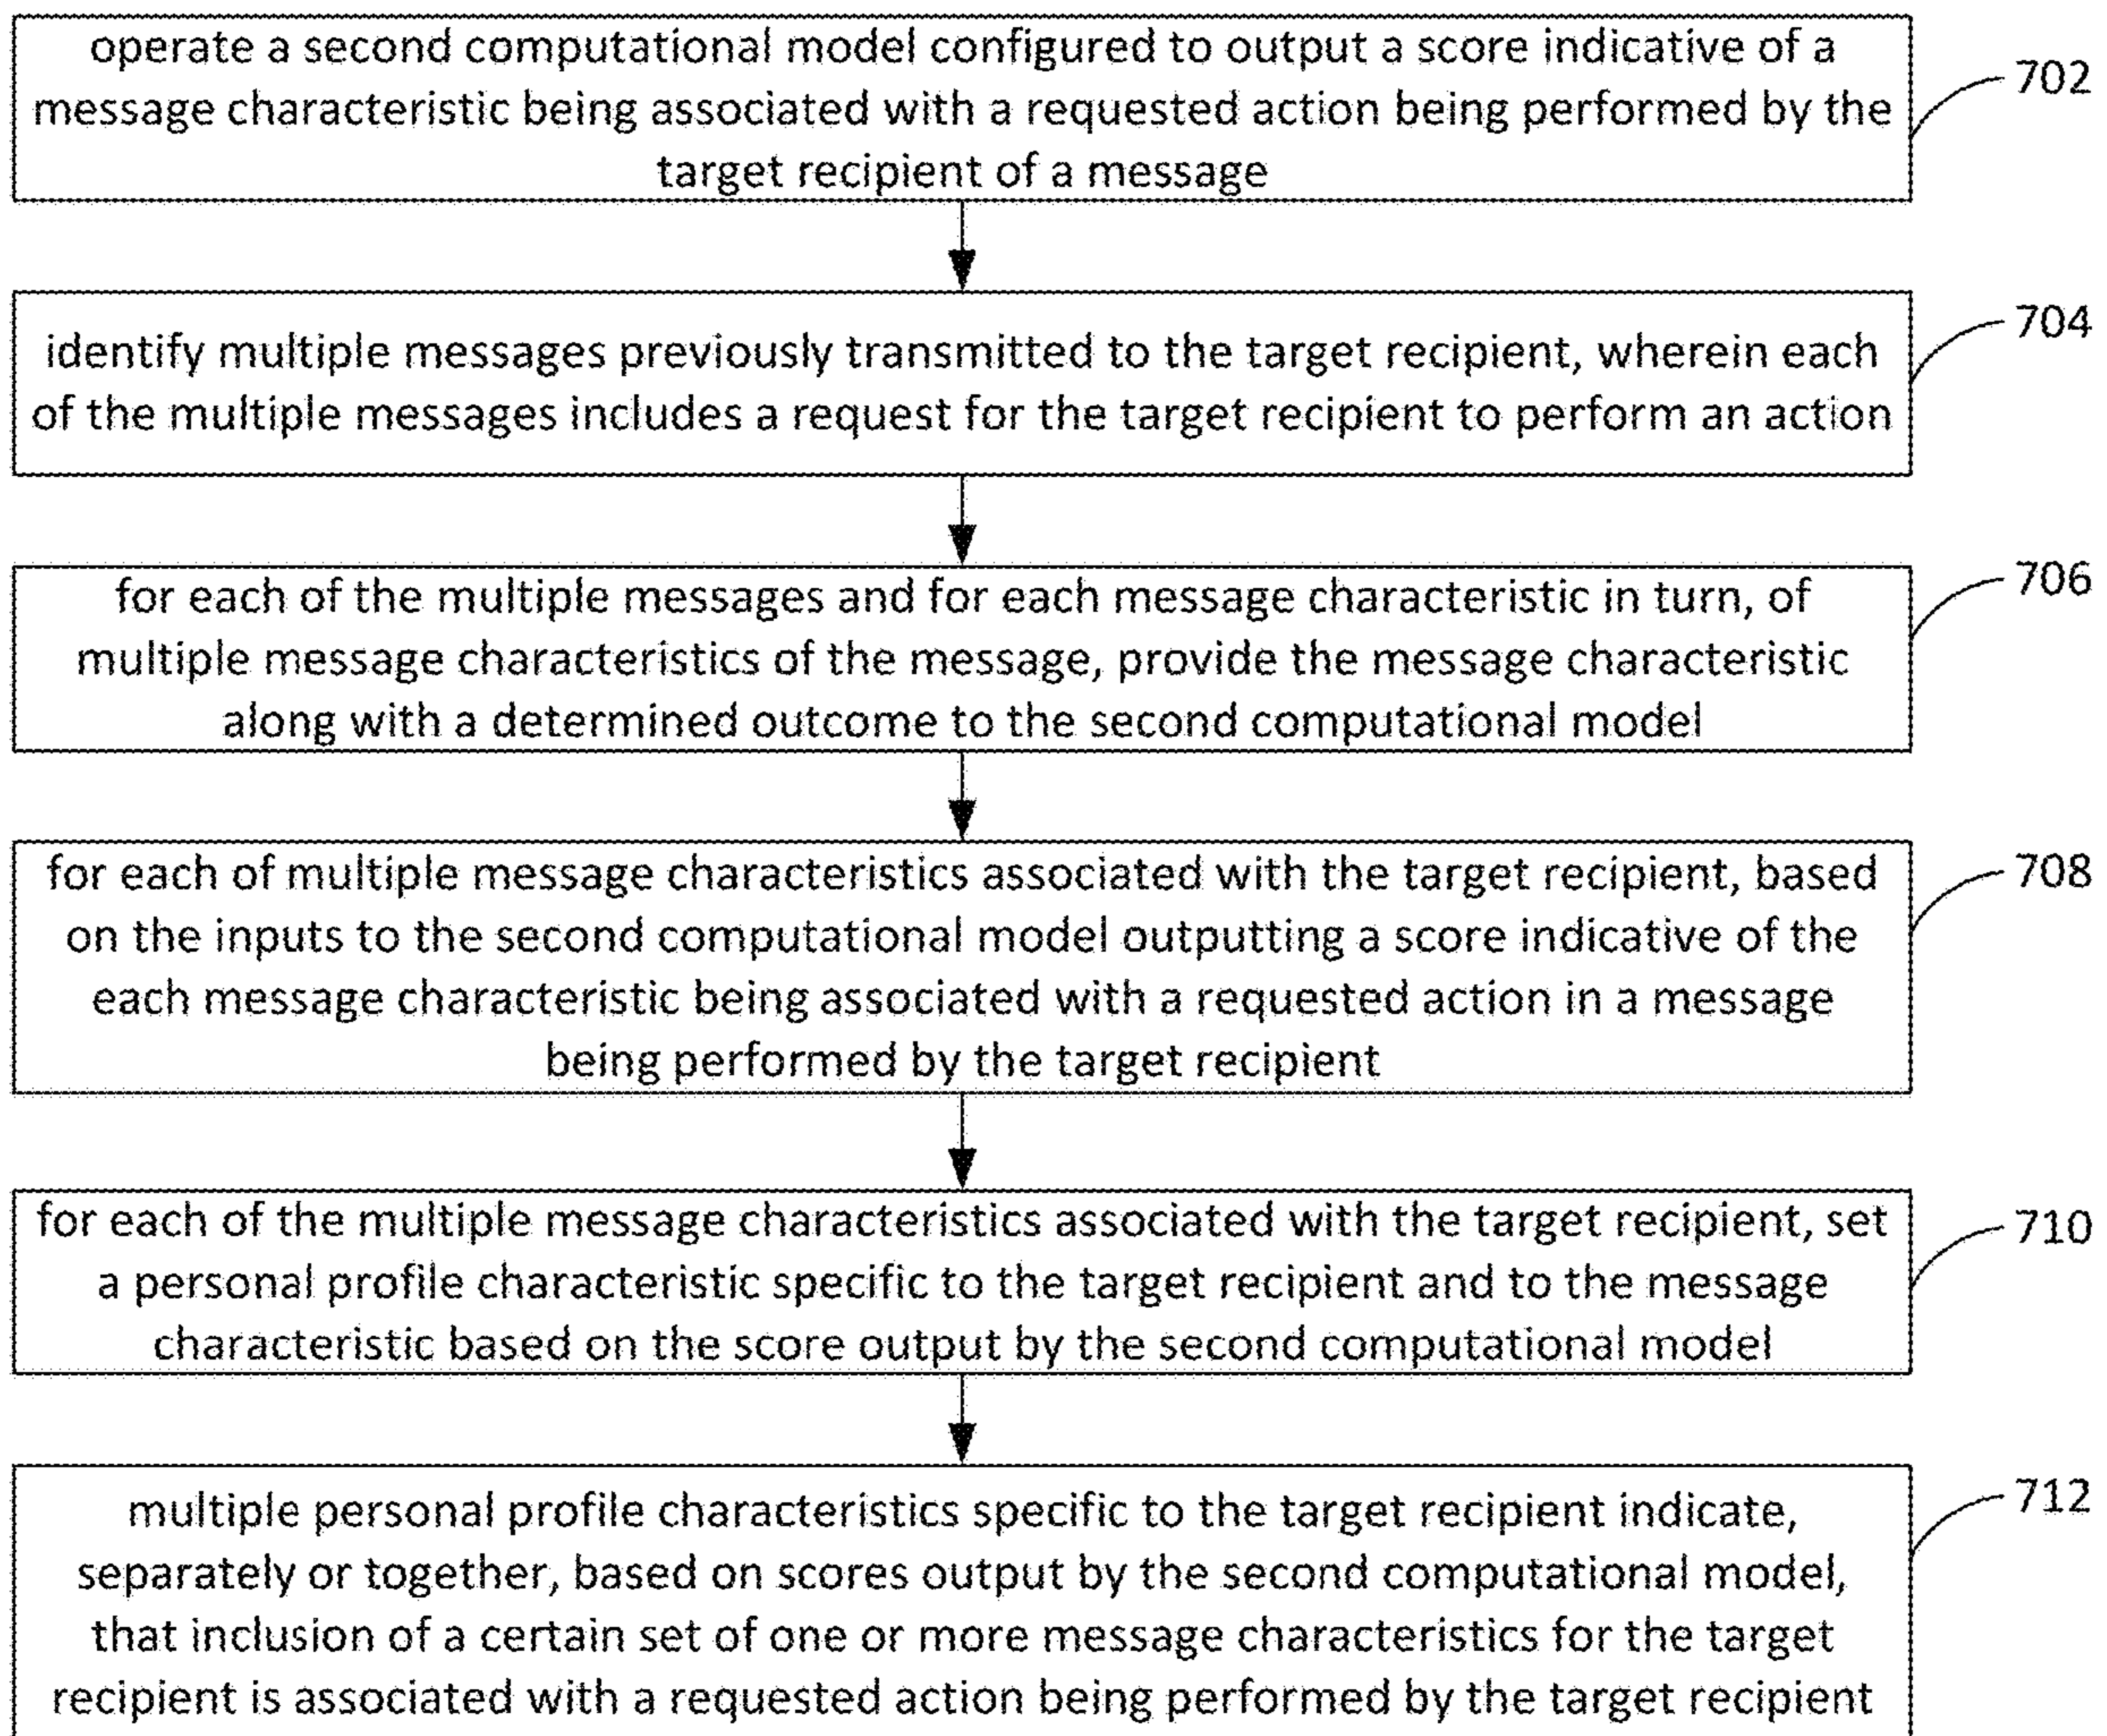 operate a second computational model configured to output a score indicative of a
message characteristic being associated with a requested action being performed by the
target recipient of a message
702
identify multiple messages previously transmitted to the target recipient, wherein each
of the multiple messages includes a request for the target recipient to perform an action
704
for each of the multiple messages and for each message characteristic in turn, of
multiple message characteristics of the message, provide the message characteristic
along with a determined outcome to the second computational model
706
for each of multiple message characteristics associated with the target recipient, based
on the inputs to the second computational model outputting a score indicative of the
each message characteristic being associated with a requested action in a message
being performed by the target recipient
708
for each of the multiple message characteristics associated with the target recipient, set
a personal profile characteristic specific to the target recipient and to the message
characteristic based on the score output by the second computational model
710
multiple personal profile characteristics specific to the target recipient indicate,
separately or together, based on scores output by the second computational model,
that inclusion of a certain set of one or more message characteristics for the target
recipient is associated with a requested action being performed by the target recipient
712